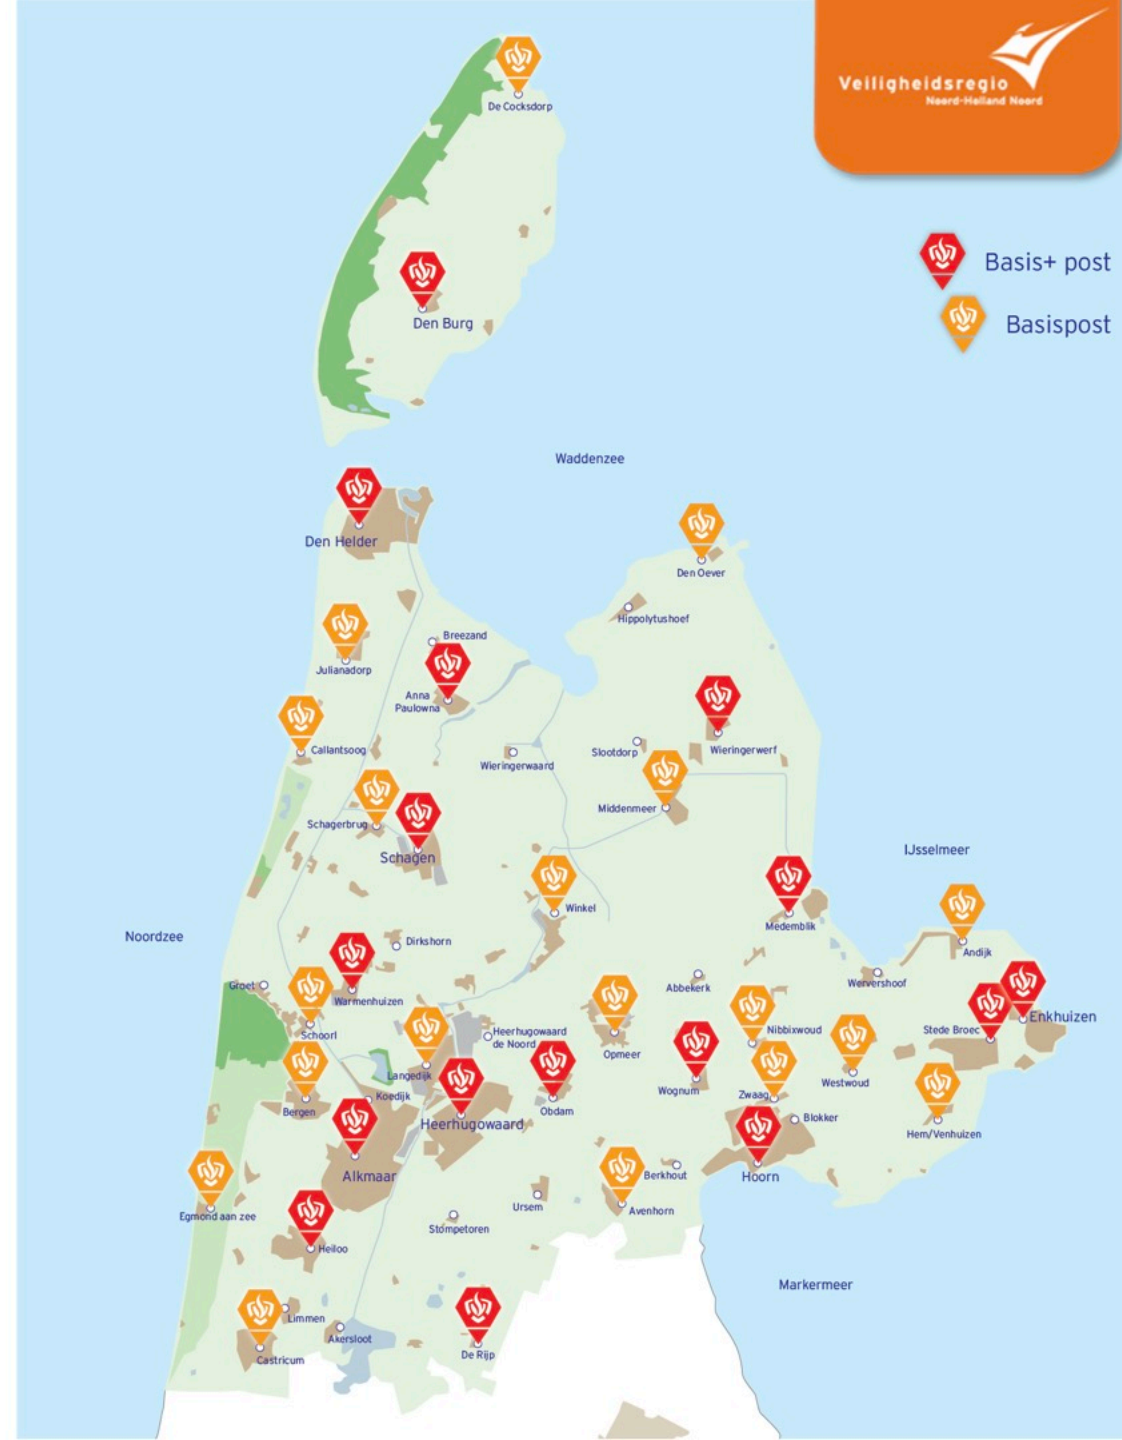 Veiligheidsregio
Noord-Holland Noord
De Cocksdorp
Basis+ post
Den Burg
Basispost
Waddenzee
Den Helder
Den Oever
Hippolytushoef
Breezand
Julianadorp
Anna
Paulowna
Callantsoog
Wieringerwaard
Slootdorp
Wieringerwerf
Middenmeer
Schagerbrug
Schagen
IJsselmeer
Winkel
Medemblik
Noordzee
Dirkshorn
Andijk
Groet
Warmenhuizen
Abbekerk
Wervershoof
Schoorl
Heerhugowaard
de Noord
Opmeer
Nibbixwoud
Stede Broec
Enkhuizen
Langedijk
Wognum
Westwoud
Bergen
Koedijk
Obdam
Zwaag
Heerhugowaard
Blokker
Hem/Venhuizen
Alkmaar
Berkhout
Hoorn
Egmond aan zee
Stompetoren
Ursem
Avenhorn
Heiloo
Markermeer
Limmen
Akersloot
Castricum
De Rijp